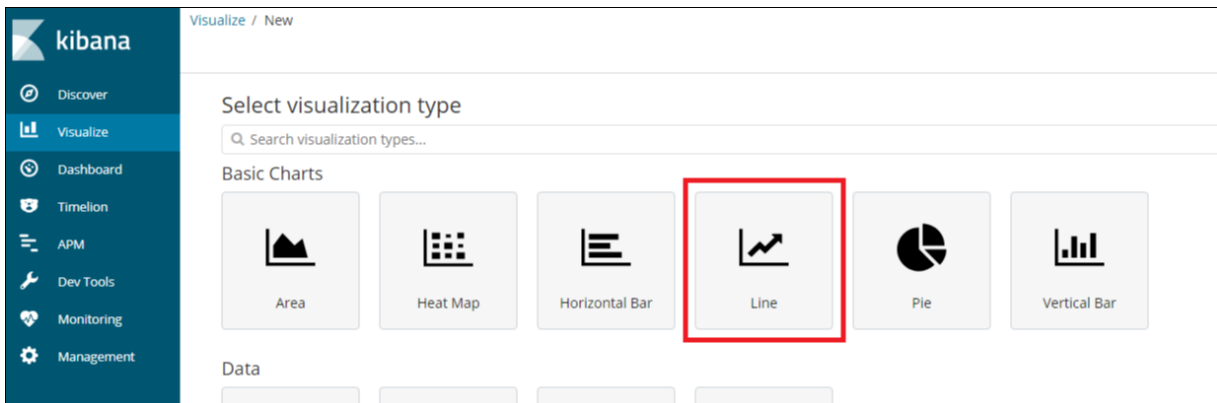 kibana
Discover
Visualize
Dashboard
Timelion
APM
Dev Tools
Monitoring
Management
Visualize / New
Select visualization type
Search visualization types...
Basic Charts
Area
Heat Map
Horizontal Bar
Line
Pie
Vertical Bar
Data